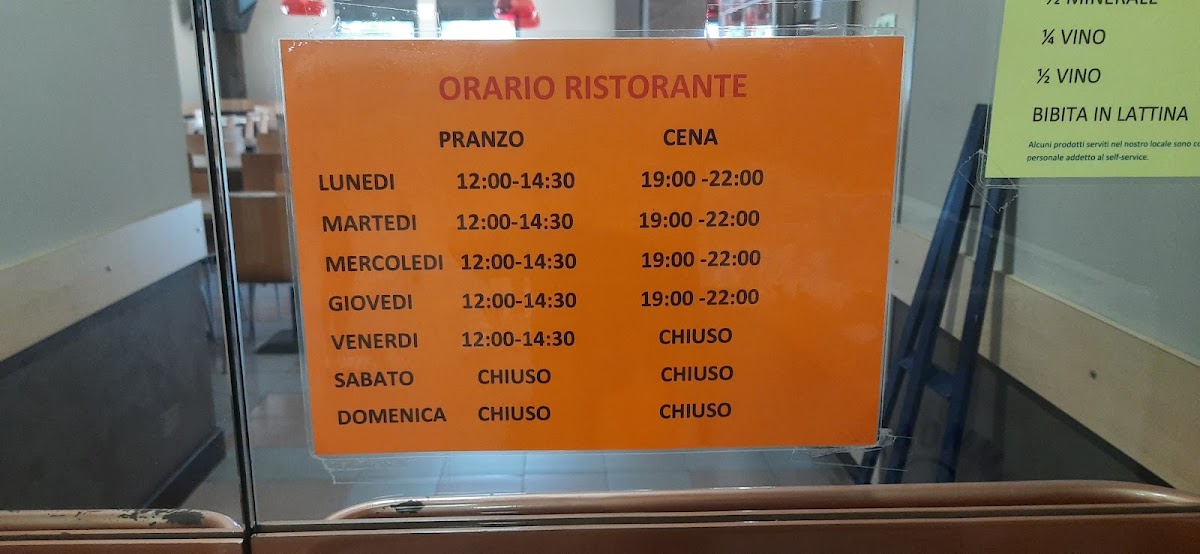 ORARIO RISTORANTE
PRANZO CENA
LUNEDI 12:00-14:30 19:00 -22:00
MARTEDI 12:00-14:30 19:00 -22:00
MERCOLEDI 12:00-14:30 19:00 -22:00
GIOVEDI 12:00-14:30 19:00 -22:00
VENERDI 12:00-14:30 CHIUSO
SABATO CHIUSO CHIUSO
DOMENICA CHIUSO CHIUSO
½ MINERALE
¼ VINO
½ VINO
BIBITA IN LATTINA
Alcuni prodotti serviti nel nostro locale sono
personale addetto al self-service.